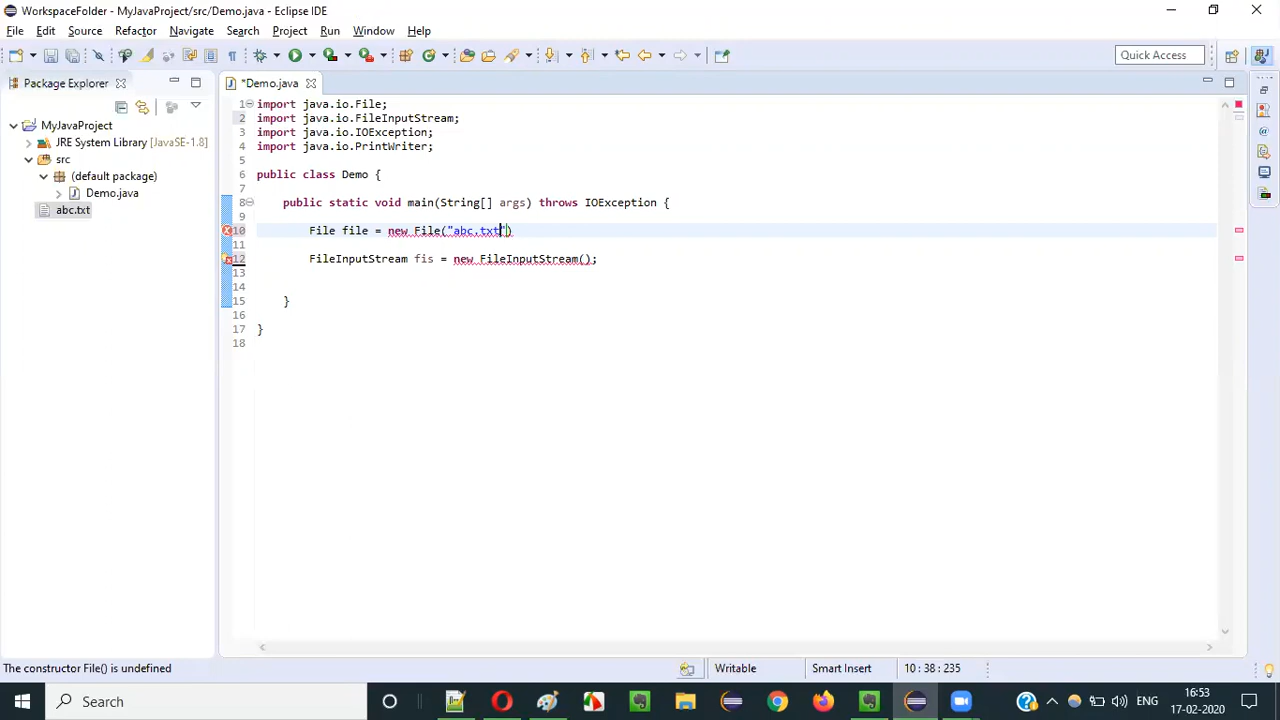 WorkspaceFolder - MyJavaProject/src/Demo.java - Eclipse IDE
File Edit Source Refactor Navigate Search Project Run Window Help
Quick Access
Package Explorer
*Demo.java
MyJavaProject
JRE System Library [JavaSE-1.8]
src
(default package)
Demo.java
abc.txt
1 import java.io.File;
2 import java.io.FileInputStream;
3 import java.io.IOException;
4 import java.io.PrintWriter;
5
6 public class Demo {
7
8 public static void main(String[] args) throws IOException {
9
10 File file = new File("abc.txt")
11
12 FileInputStream fis = new FileInputStream();
13
14
15 }
16
17 }
18
The constructor File() is undefined
Writable
Smart Insert
10 : 38 : 235
Search
ENG
16:53
17-02-2020